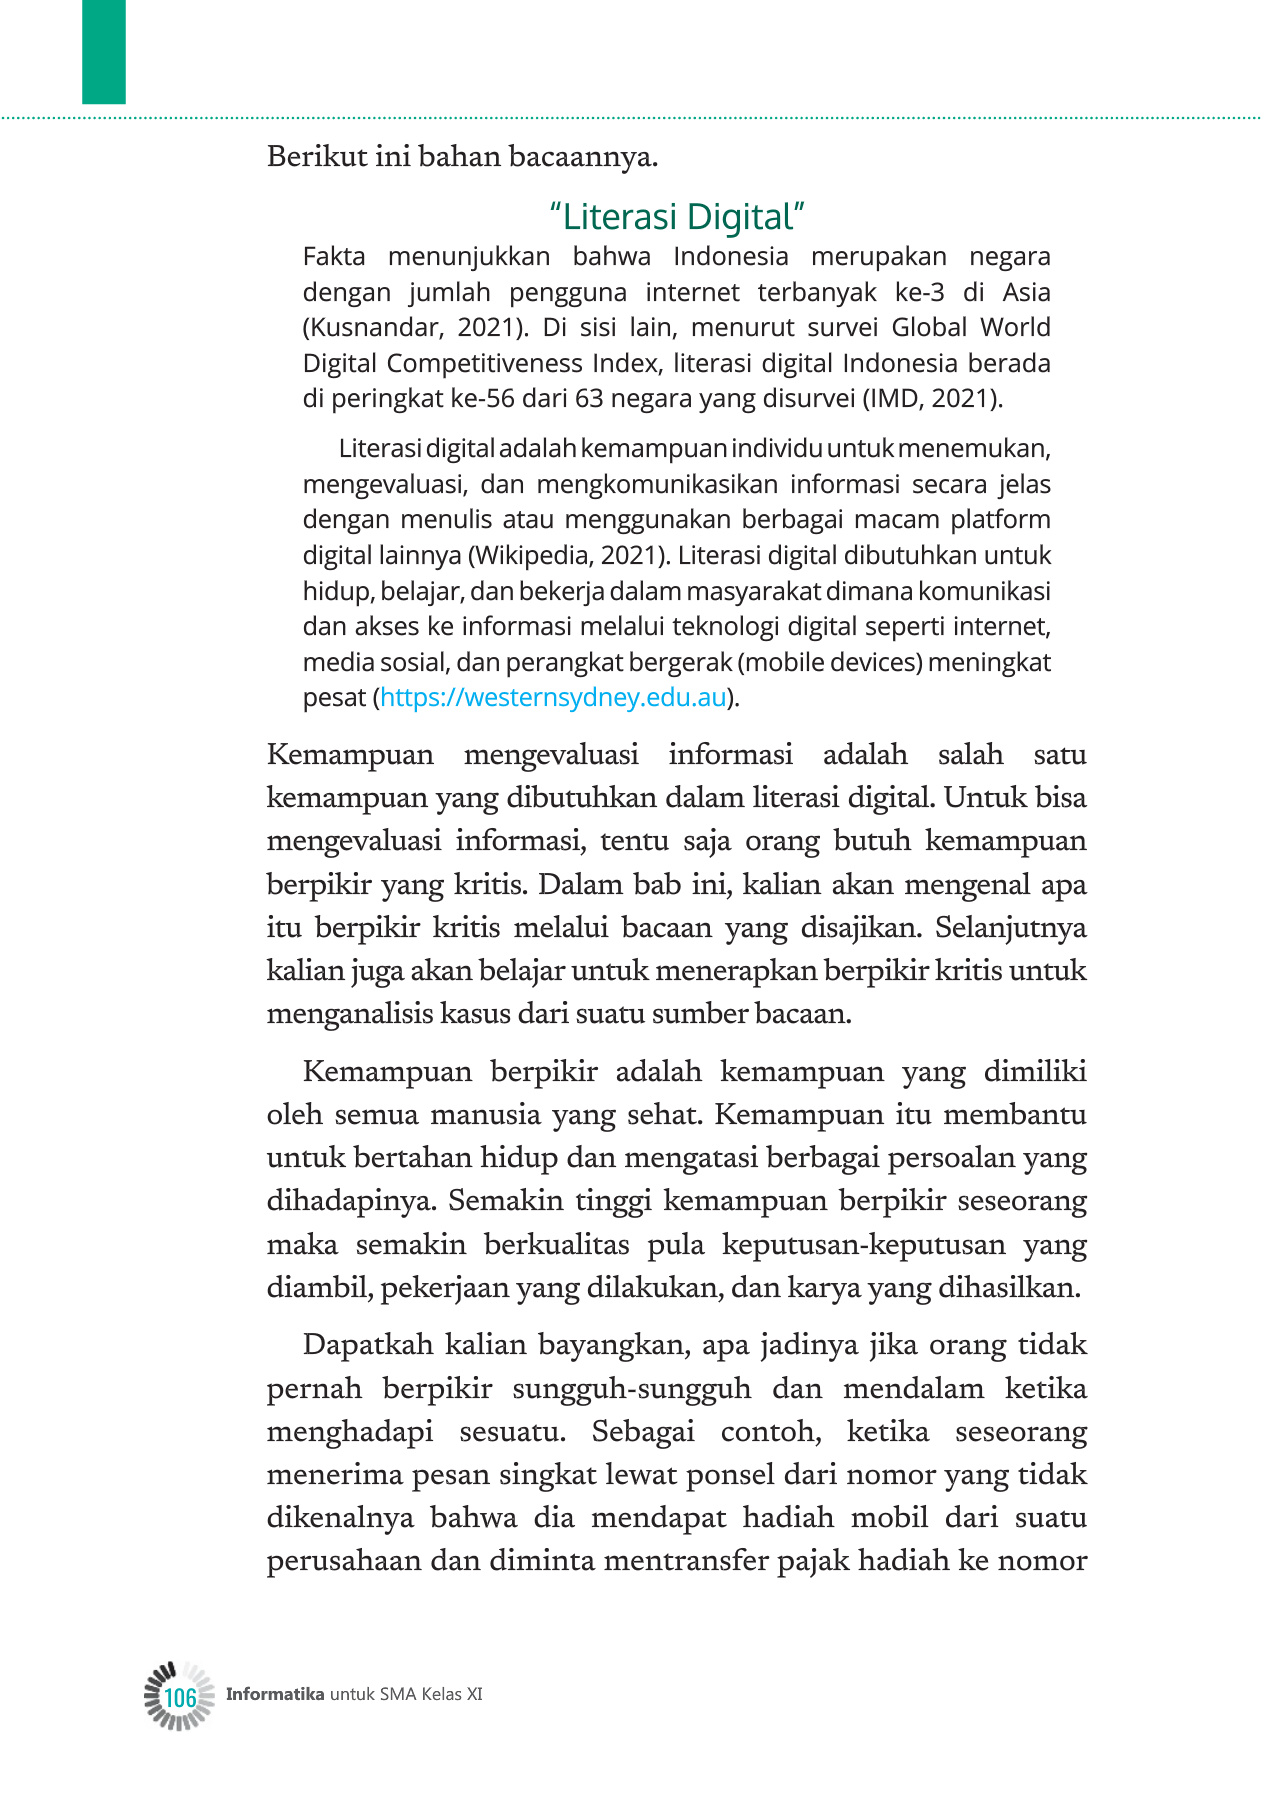 Berikut ini bahan bacaannya.
“Literasi Digital”
Fakta menunjukkan bahwa Indonesia merupakan negara
dengan jumlah pengguna internet terbanyak ke-3 di Asia
(Kusnandar, 2021). Di sisi lain, menurut survei Global World
Digital Competitiveness Index, literasi digital Indonesia berada
di peringkat ke-56 dari 63 negara yang disurvei (IMD, 2021).
Literasi digital adalah kemampuan individu untuk menemukan,
mengevaluasi, dan mengkomunikasikan informasi secara jelas
dengan menulis atau menggunakan berbagai macam platform
digital lainnya (Wikipedia, 2021). Literasi digital dibutuhkan untuk
hidup, belajar, dan bekerja dalam masyarakat dimana komunikasi
dan akses ke informasi melalui teknologi digital seperti internet,
media sosial, dan perangkat bergerak (mobile devices) meningkat
pesat (https://westernsydney.edu.au).
Kemampuan mengevaluasi informasi adalah salah satu
kemampuan yang dibutuhkan dalam literasi digital. Untuk bisa
mengevaluasi informasi, tentu saja orang butuh kemampuan
berpikir yang kritis. Dalam bab ini, kalian akan mengenal apa
itu berpikir kritis melalui bacaan yang disajikan. Selanjutnya
kalian juga akan belajar untuk menerapkan berpikir kritis untuk
menganalisis kasus dari suatu sumber bacaan.
Kemampuan berpikir adalah kemampuan yang dimiliki
oleh semua manusia yang sehat. Kemampuan itu membantu
untuk bertahan hidup dan mengatasi berbagai persoalan yang
dihadapinya. Semakin tinggi kemampuan berpikir seseorang
maka semakin berkualitas pula keputusan-keputusan yang
diambil, pekerjaan yang dilakukan, dan karya yang dihasilkan.
Dapatkah kalian bayangkan, apa jadinya jika orang tidak
pernah berpikir sungguh-sungguh dan mendalam ketika
menghadapi sesuatu. Sebagai contoh, ketika seseorang
menerima pesan singkat lewat ponsel dari nomor yang tidak
dikenalnya bahwa dia mendapat hadiah mobil dari suatu
perusahaan dan diminta mentransfer pajak hadiah ke nomor
106 Informatika untuk SMA Kelas XI